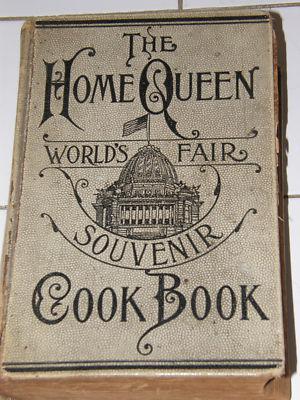 THE
HOME QUEEN
WORLD'S FAIR
SOUVENIR
COOK BOOK